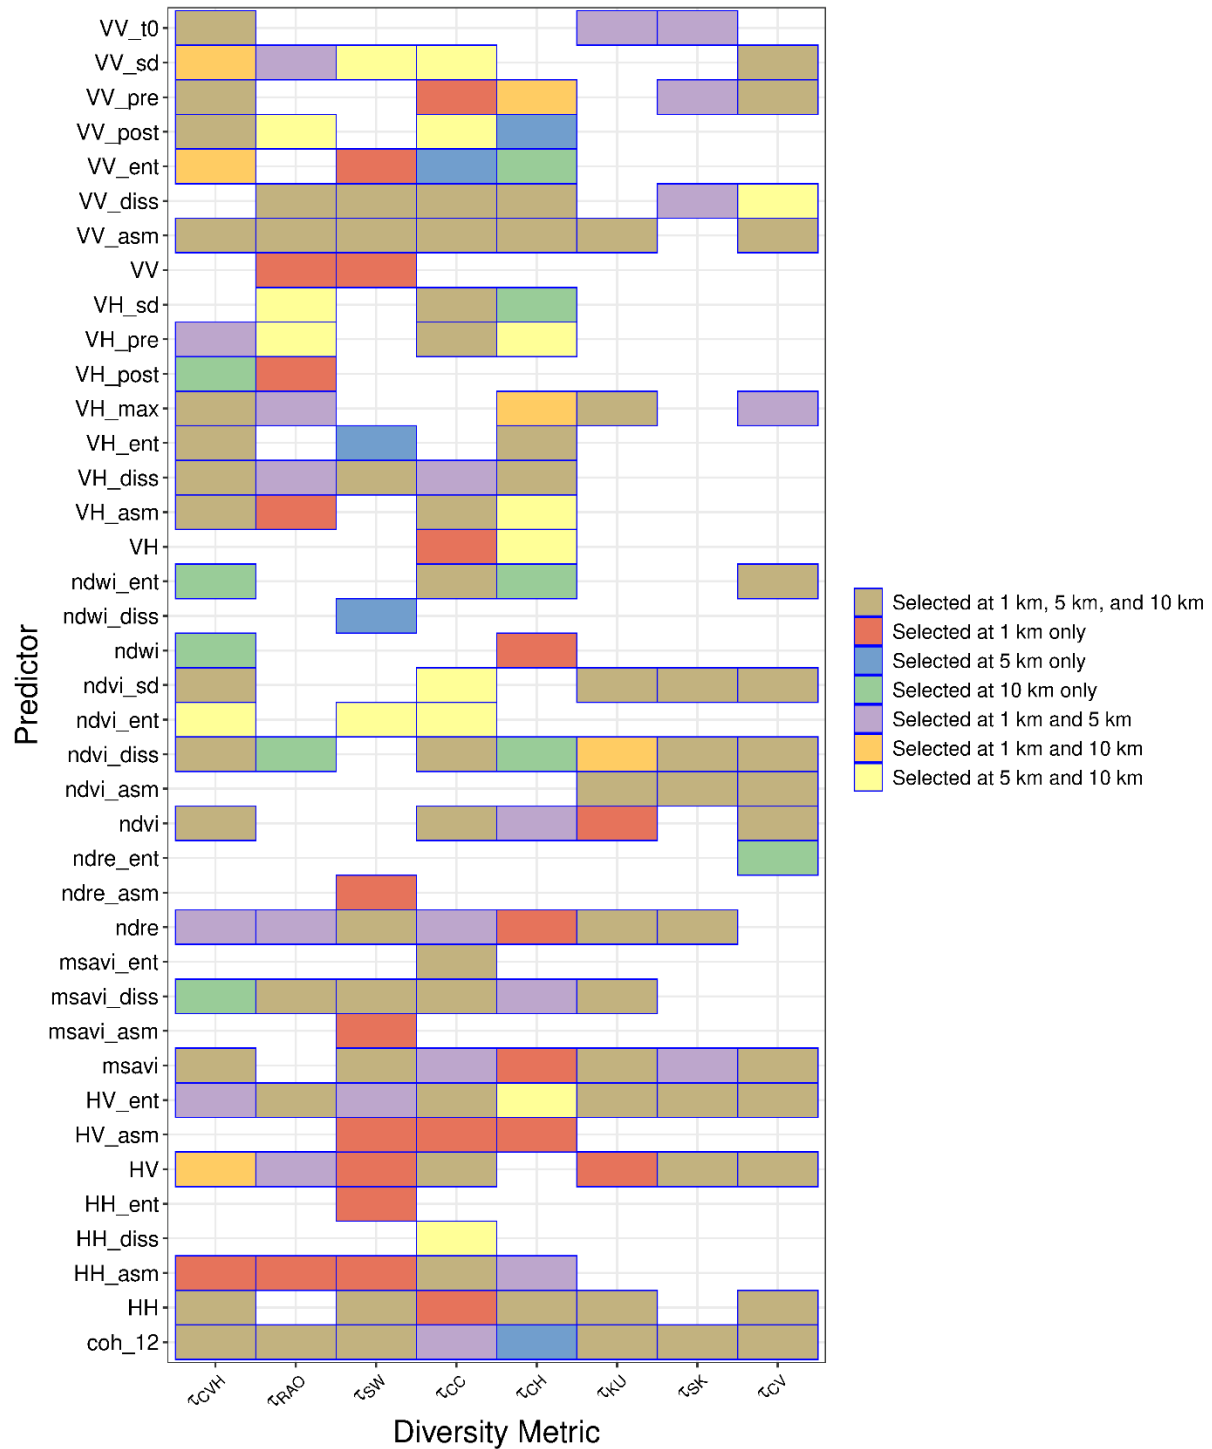 VV_t0
VV_sd
VV_pre
VV_post
VV_ent
VV_diss
VV_asm
VV
VH_sd
VH_pre
VH_post
VH_max
VH_ent
VH_diss
VH_asm
VH
ndwi_ent
ndwi_diss
ndwi
ndvi_sd
ndvi_ent
ndvi_diss
ndvi_asm
ndvi
ndre_ent
ndre_asm
ndre
msavi_ent
msavi_diss
msavi_asm
msavi
HV_ent
HV_asm
HV
HH_ent
HH_diss
HH_asm
HH
coh_12
Predictor
τCVH
τRAO
τSW
τCC
τCH
τKU
τSK
τCV
Diversity Metric
Selected at 1 km, 5 km, and 10 km
Selected at 1 km only
Selected at 5 km only
Selected at 10 km only
Selected at 1 km and 5 km
Selected at 1 km and 10 km
Selected at 5 km and 10 km